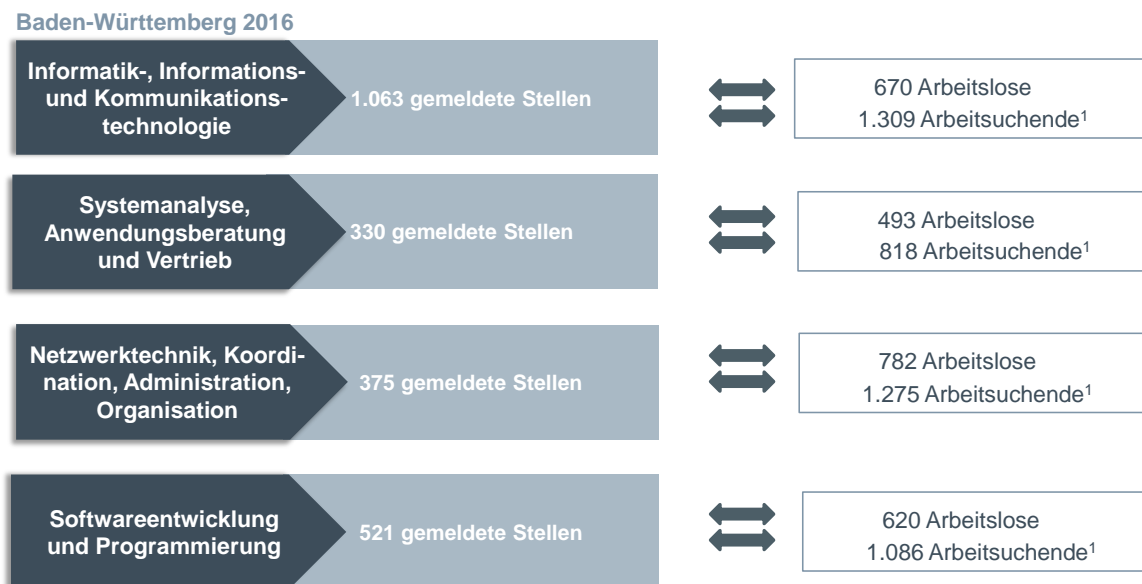 Baden-Württemberg 2016
Informatik-, Informations-
und Kommunikations-
technologie
1.063 gemeldete Stellen
670 Arbeitslose
1.309 Arbeitsuchende¹
Systemanalyse,
Anwendungsberatung
und Vertrieb
330 gemeldete Stellen
493 Arbeitslose
818 Arbeitsuchende¹
Netzwerktechnik, Koordi-
nation, Administration,
Organisation
375 gemeldete Stellen
782 Arbeitslose
1.275 Arbeitsuchende¹
Softwareentwicklung
und Programmierung
521 gemeldete Stellen
620 Arbeitslose
1.086 Arbeitsuchende¹